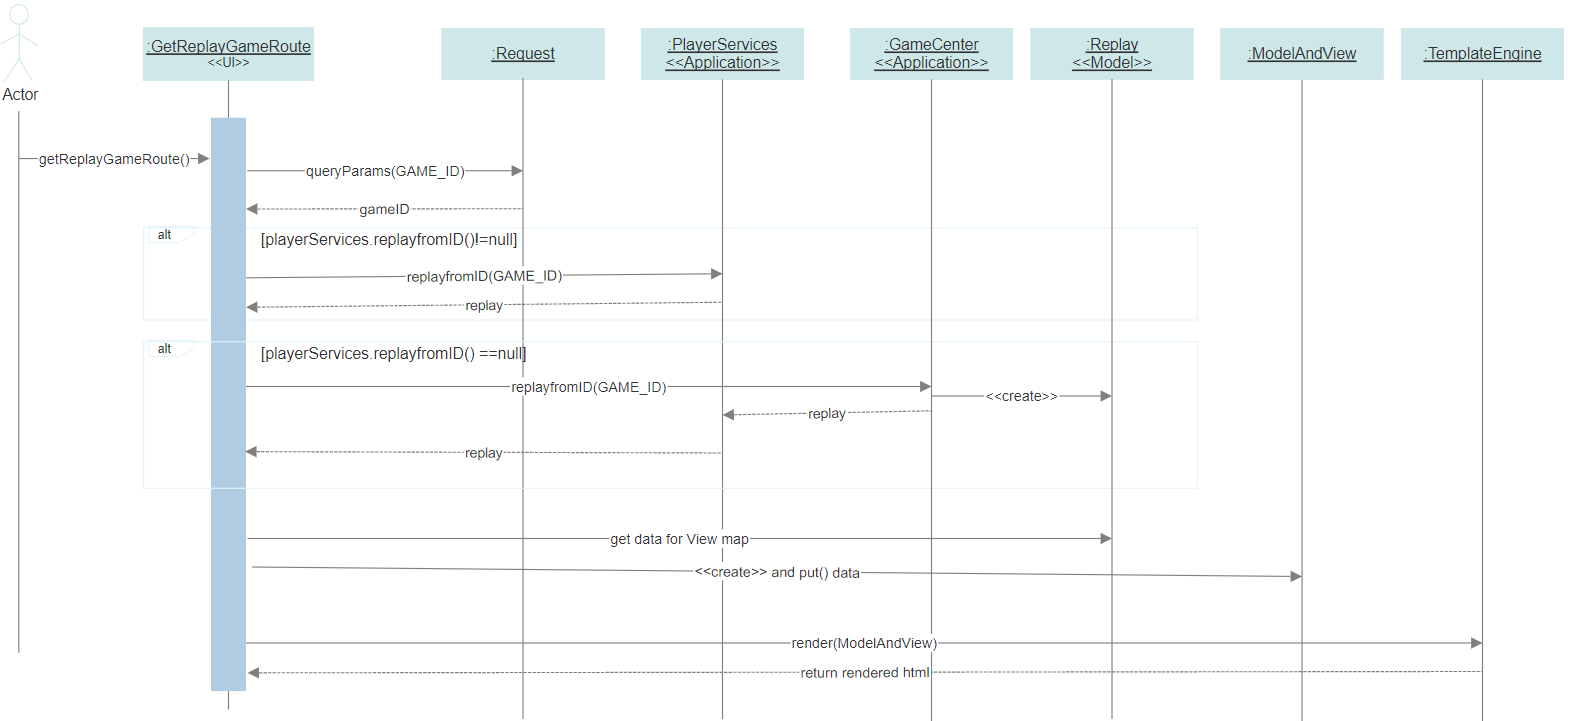 Actor
:GetReplayGameRoute
<<UI>>
:Request
:PlayerServices
<<Application>>
:GameCenter
<<Application>>
:Replay
<<Model>>
:ModelAndView
:TemplateEngine
getReplayGameRoute()
queryParams(GAME_ID)
gameID
alt
[playerServices.replayfromID()!=null]
replayfromID(GAME_ID)
replay
alt
[playerServices.replayfromID() ==null]
replayfromID(GAME_ID)
<<create>>
replay
replay
get data for View map
<<create>> and put() data
render(ModelAndView)
return rendered html